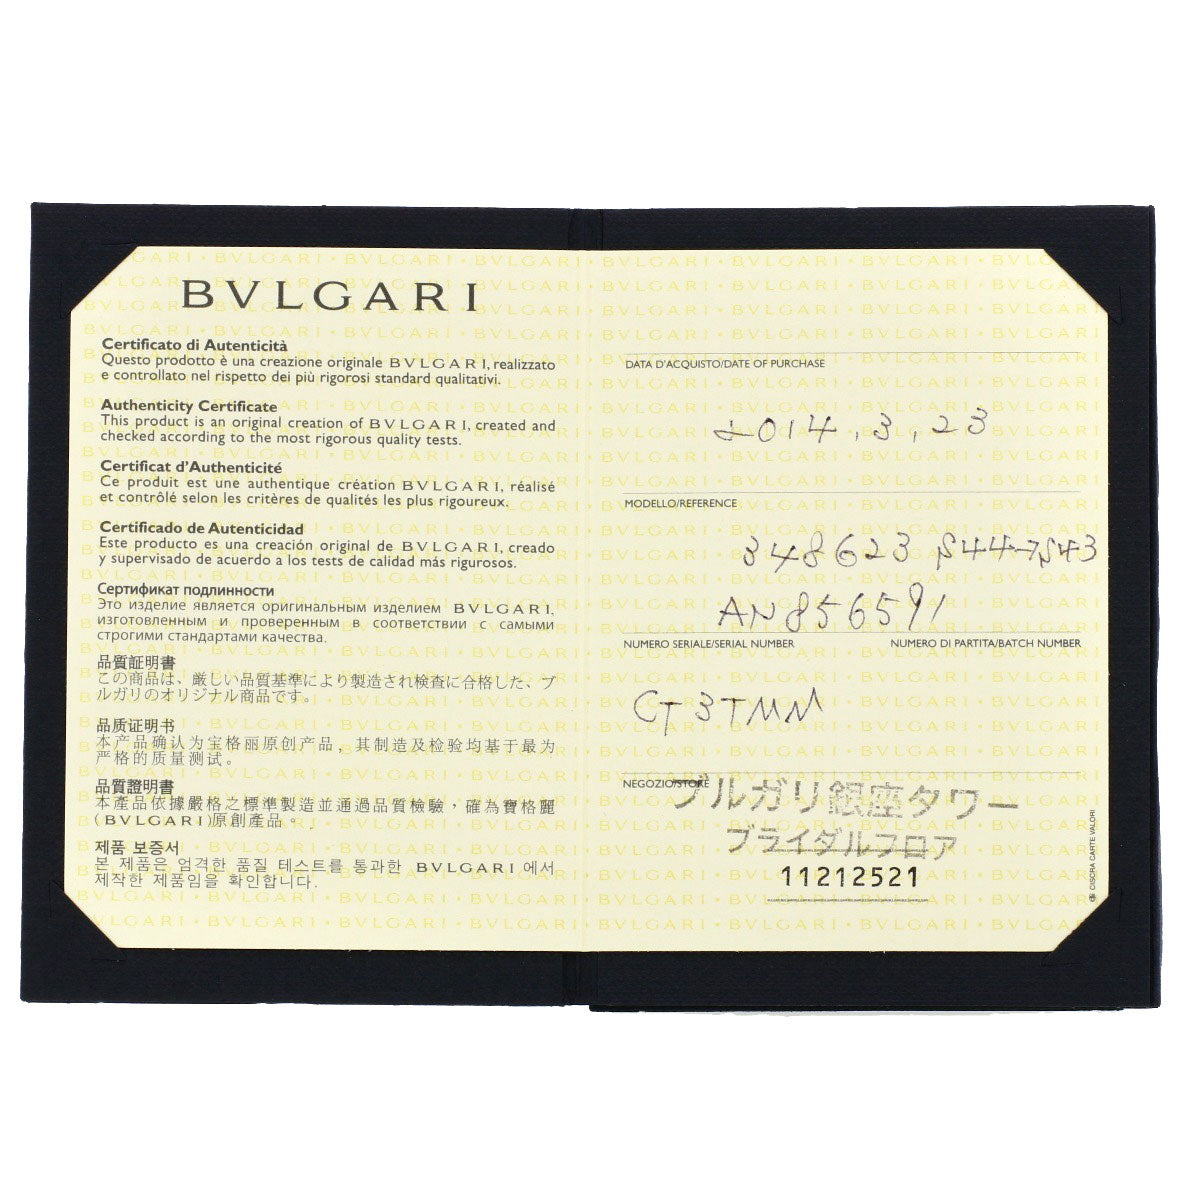 BVLGARI
Certificato di Autenticità
Questo prodotto è una creazione originale BVLGARI, realizzato
e controllato nel rispetto dei più rigorosi standard qualitativi.
Authenticity Certificate
This product is an original creation of BVLGARI, created and
checked according to the most rigorous quality tests.
Certificat d'Authenticité
Ce produit est une authentique création BVLGARI, réalisé
et contrôlé selon les critères de qualités les plus rigoureux.
Certificado de Autenticidad
Este producto es una creación original de BVLGARI, creado
y supervisado de acuerdo a los tests de calidad más rigurosos.
Сертификат подлинности
Это изделие является оригинальным изделием BVLGARI,
изготовленным и проверенным в соответствии с самыми
строгими стандартами качества.
品質証明書
この商品は、厳しい品質基準により製造され検査に合格した、ブ
ルガリのオリジナル商品です。
品质证明书
本产品确认为宝格丽原创产品，其制造及检验均基于最为
严格的质量测试。
品質證明書
本產品依據嚴格之標準製造並通過品質檢驗，確為寶格麗
(BVLGARI)原創產品。
제품 보증서
본 제품은 엄격한 품질 테스트를 통과한 BVLGARI 에서
제작한 제품임을 확인합니다.
DATA D'ACQUISTO/DATE OF PURCHASE
2014.3.23
MODELLO/REFERENCE
348623 S44→S43
AN856591
NUMERO SERIALE/SERIAL NUMBER NUMERO DI PARTITA/BATCH NUMBER
CT3TMM
NEGOZIO/STORE
ブルガリ銀座タワー
ブライダルフロア
11212521
CISCRA CARTE VALORI